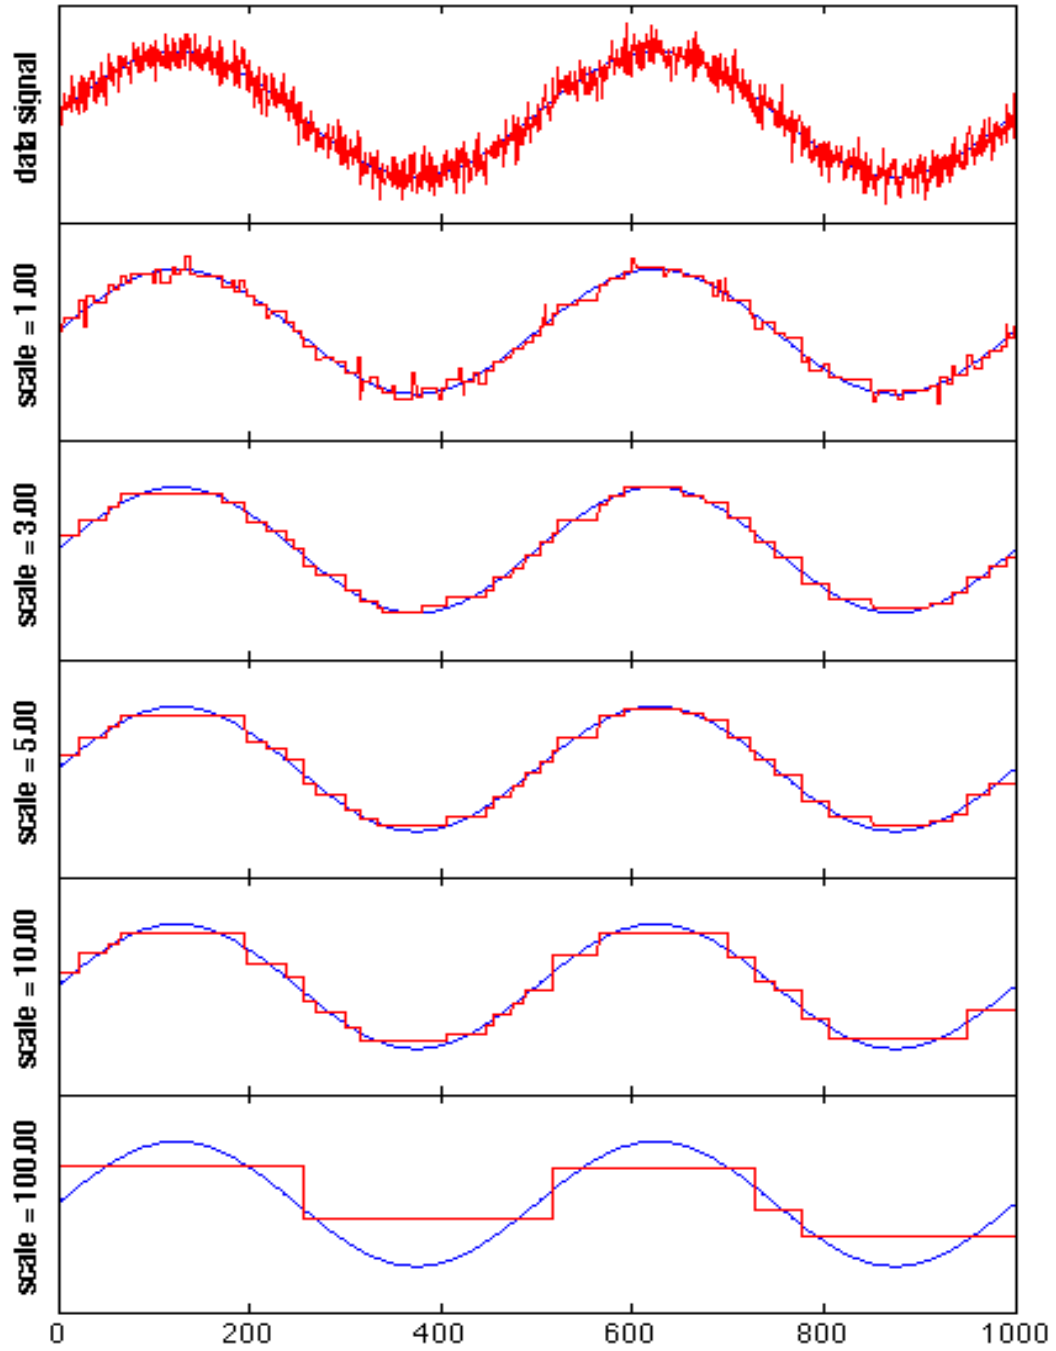 data signal
scale = 1.00
scale = 3.00
scale = 5.00
scale = 10.00
scale = 100.00
0 200 400 600 800 1000